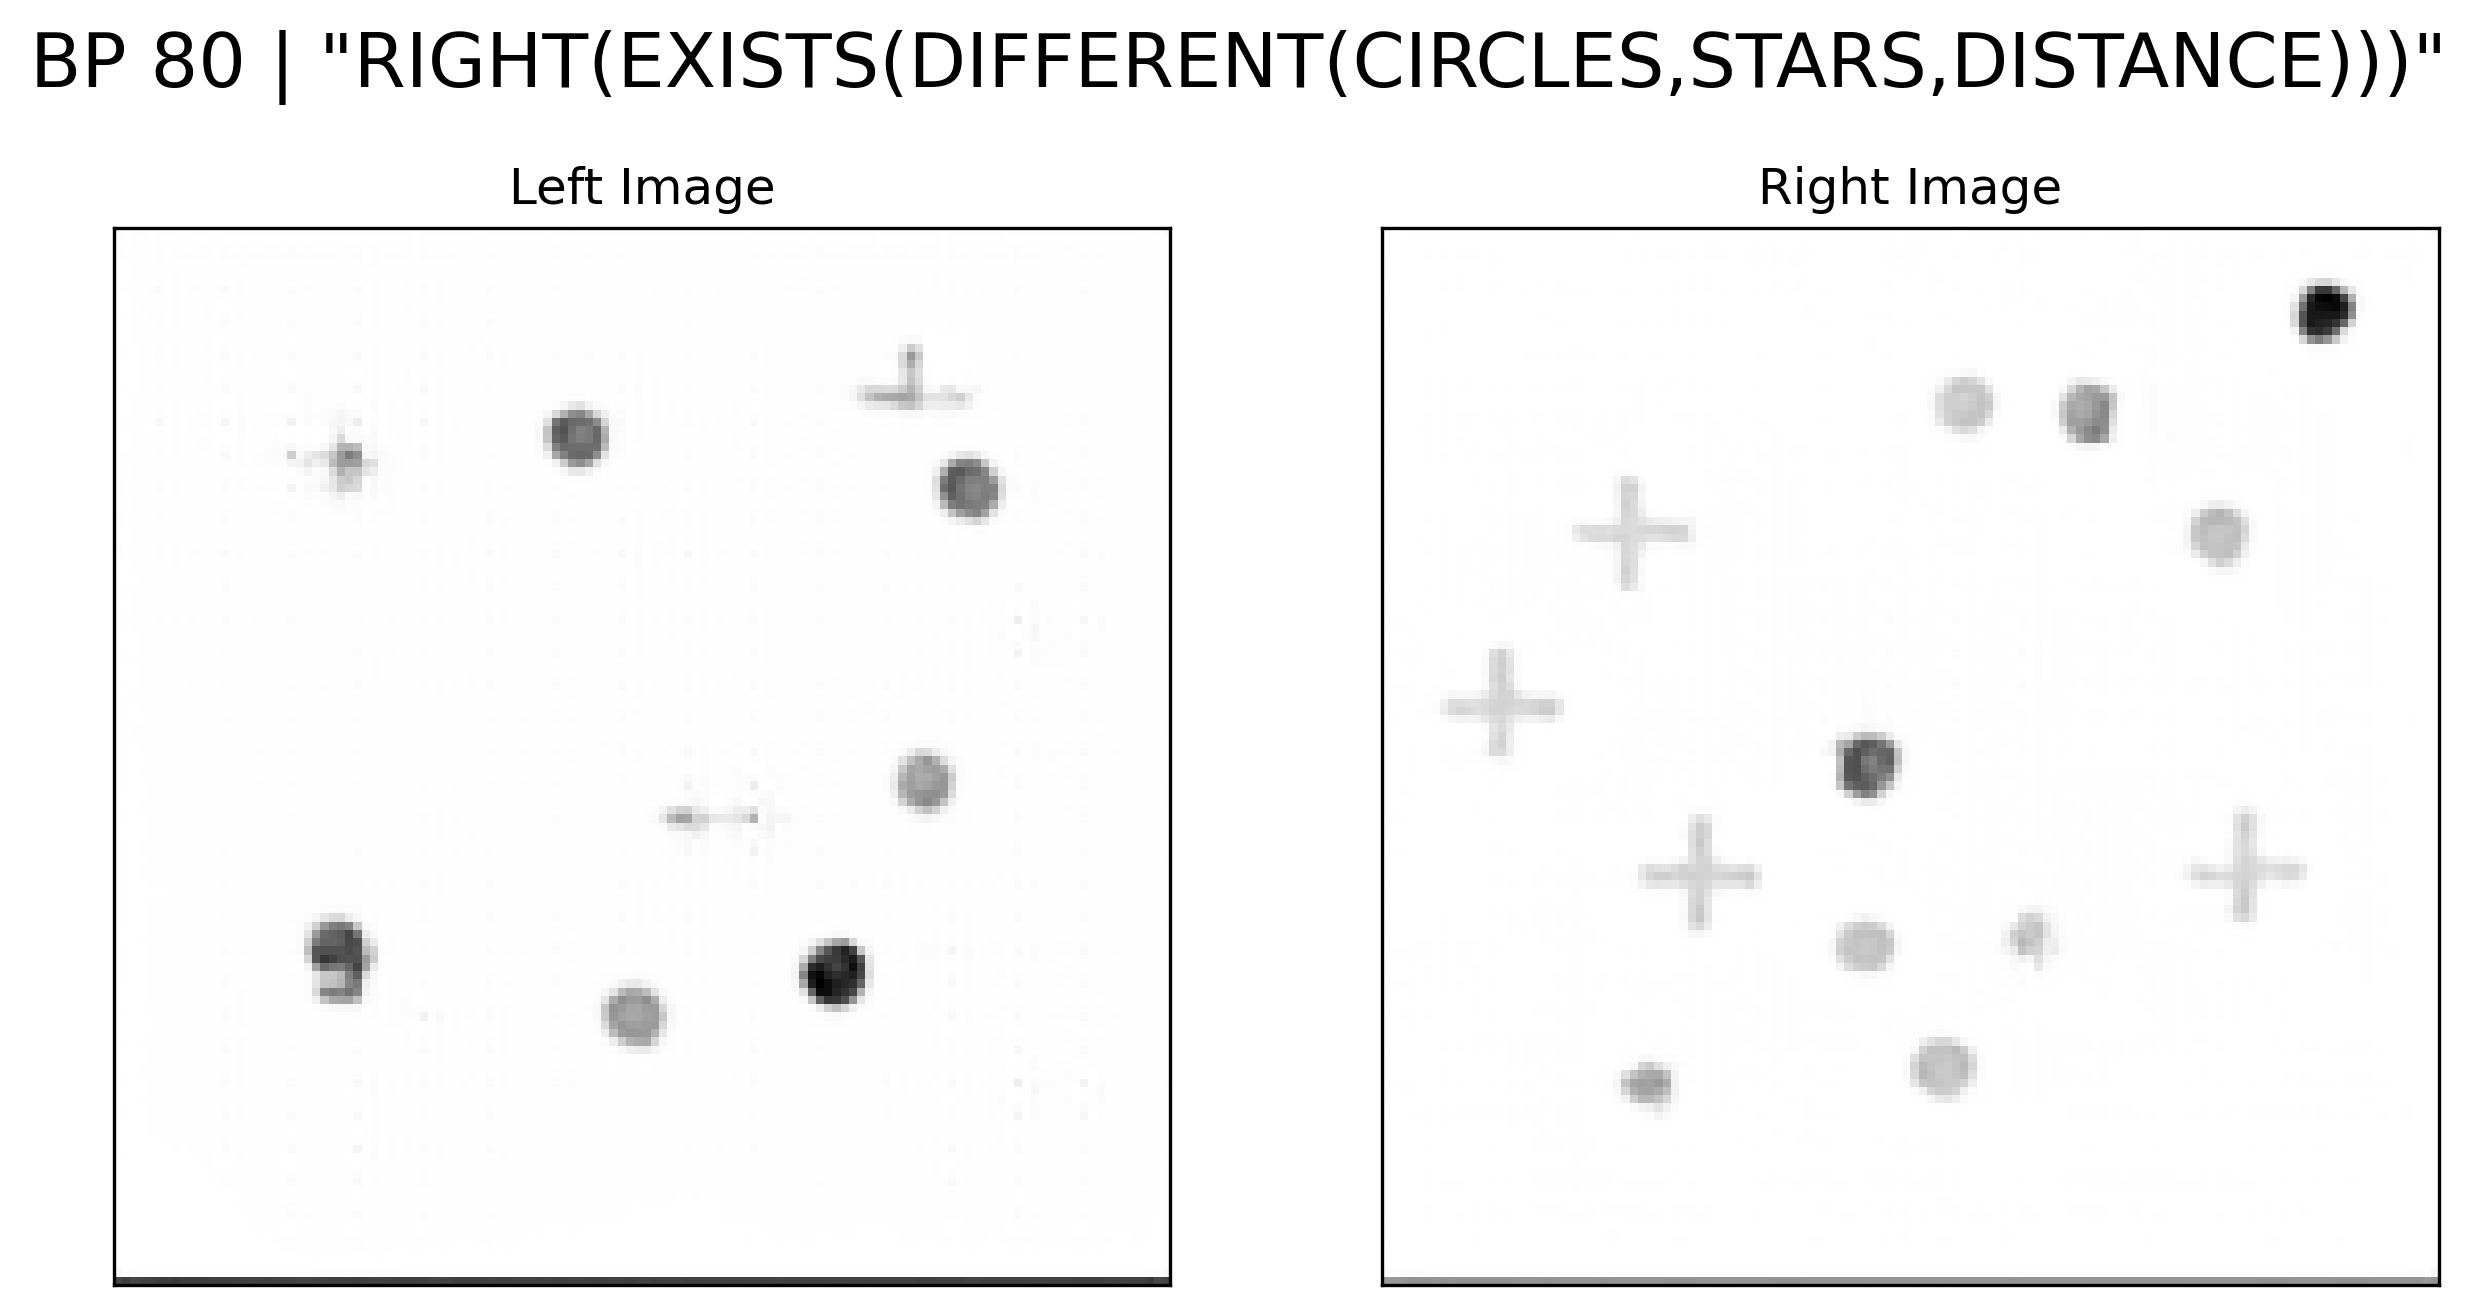 BP 80 | "RIGHT(EXISTS(DIFFERENT(CIRCLES,STARS,DISTANCE)))"
Left Image
Right Image